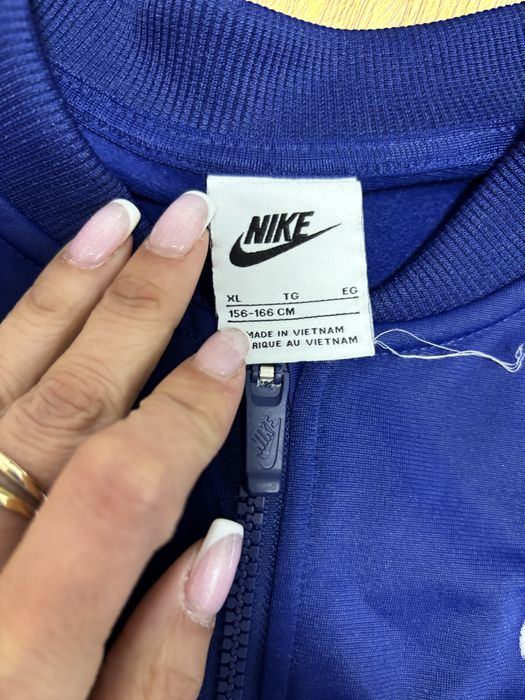 NIKE
XL TG EG
156-166 CM
MADE IN VIETNAM
RIQUE AU VIETNAM
NIKE